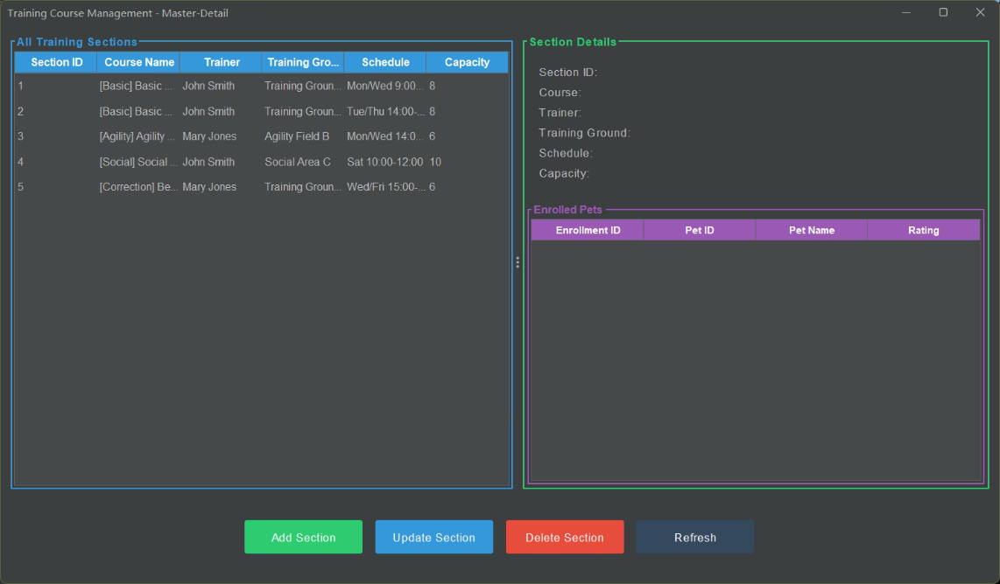 Training Course Management - Master-Detail
All Training Sections
Section ID Course Name Trainer Training Gro... Schedule Capacity
1 [Basic] Basic ... John Smith Training Groun... Mon/Wed 9:00... 8
2 [Basic] Basic ... John Smith Training Groun... Tue/Thu 14:00-... 8
3 [Agility] Agility ... Mary Jones Agility Field B Mon/Wed 14:0... 6
4 [Social] Social ... John Smith Social Area C Sat 10:00-12:00 10
5 [Correction] Be... Mary Jones Training Groun... Wed/Fri 15:00-... 6
Section Details
Section ID:
Course:
Trainer:
Training Ground:
Schedule:
Capacity:
Enrolled Pets
Enrollment ID Pet ID Pet Name Rating
Add Section Update Section Delete Section Refresh